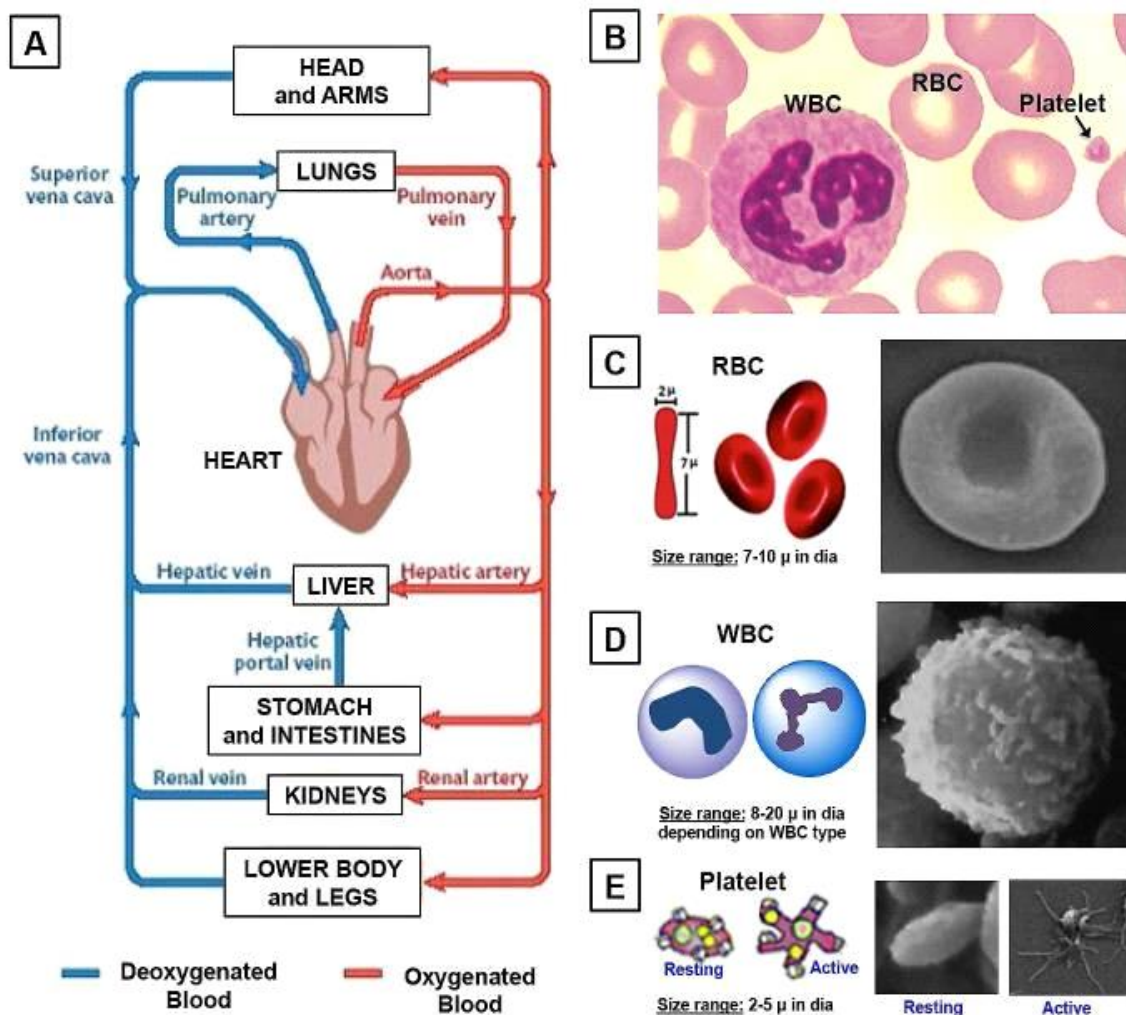 A
HEAD
and ARMS
LUNGS
Superior
vena cava
Pulmonary
artery
Pulmonary
vein
Aorta
Inferior
vena cava
HEART
Hepatic vein
LIVER
Hepatic artery
Hepatic
portal vein
STOMACH
and INTESTINES
Renal vein
KIDNEYS
Renal artery
LOWER BODY
and LEGS
Deoxygenated
Blood
Oxygenated
Blood
B
WBC
RBC
Platelet
C
RBC
2 μ
7 μ
Size range: 7-10 μ in dia
D
WBC
Size range: 8-20 μ in dia
depending on WBC type
E
Platelet
Resting
Active
Size range: 2-5 μ in dia
Resting
Active